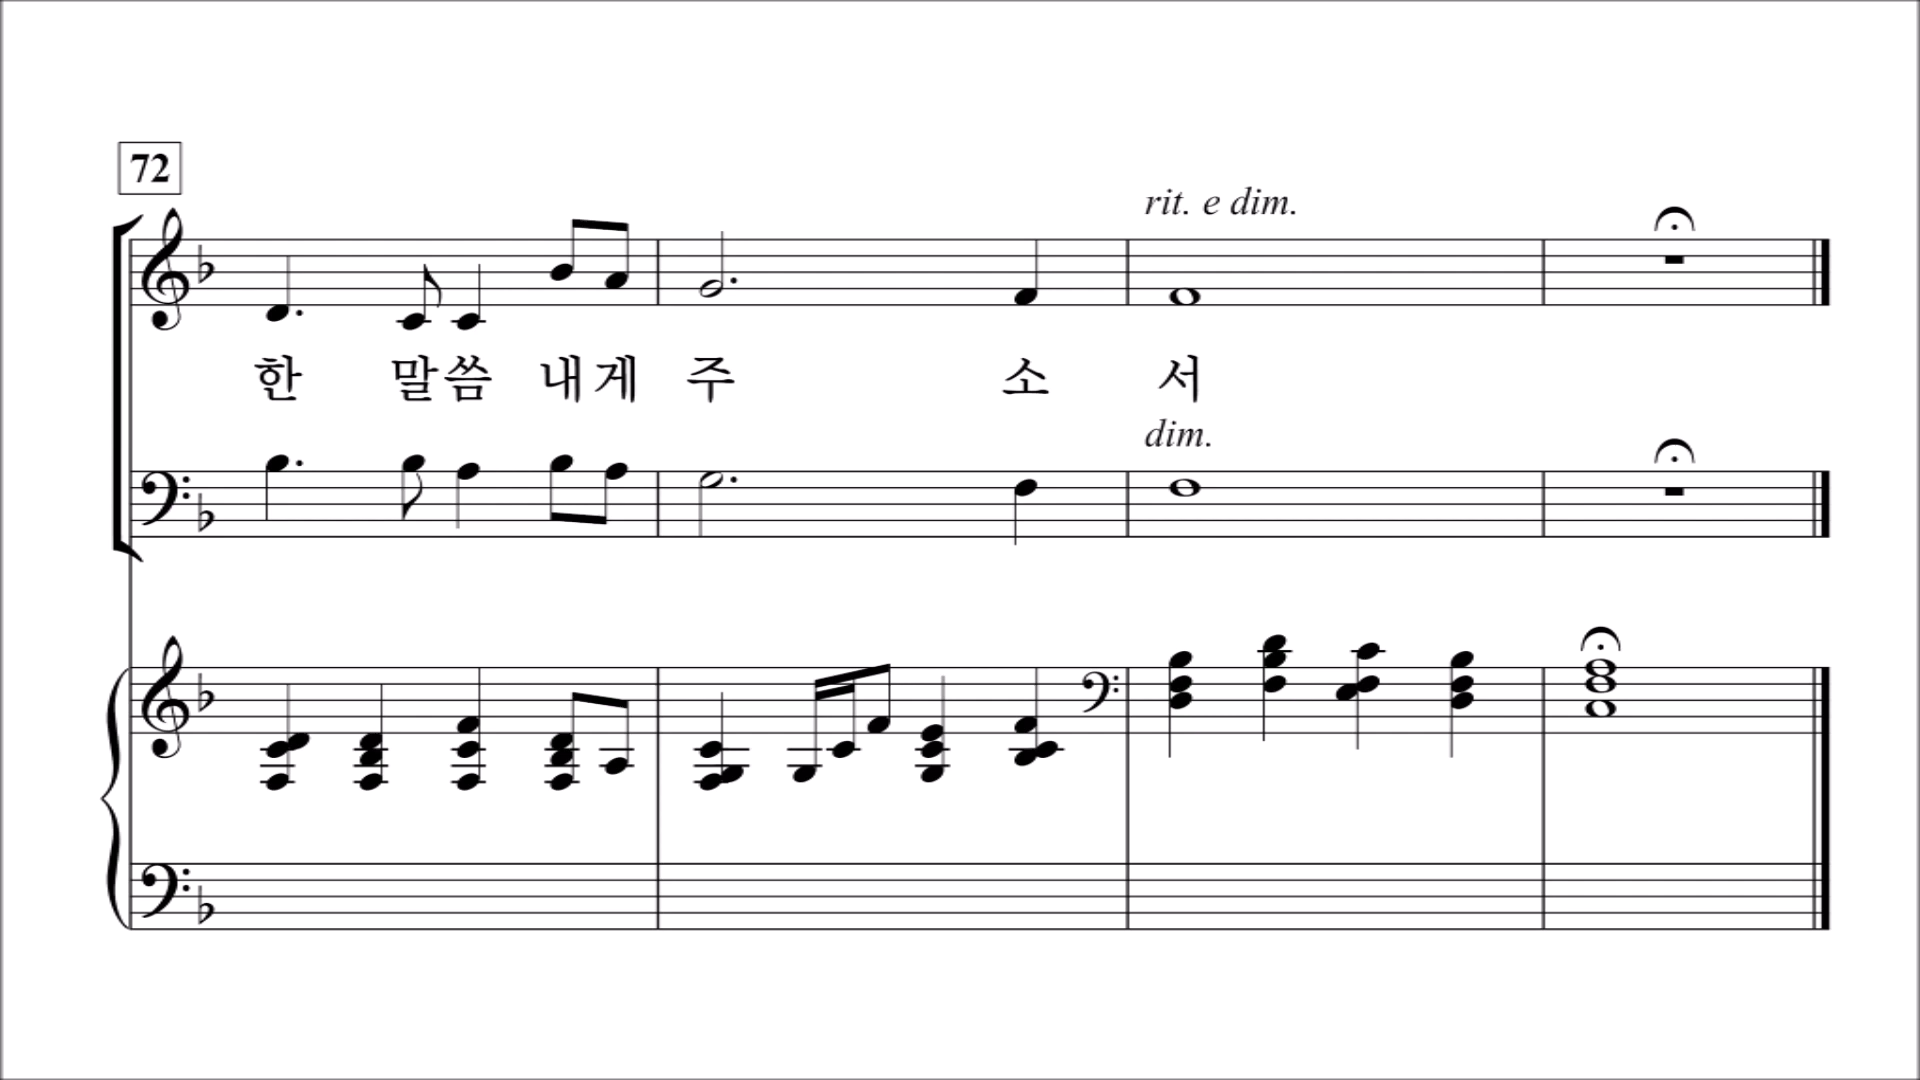 72
rit. e dim.
한 말씀 내게 주 소 서
dim.